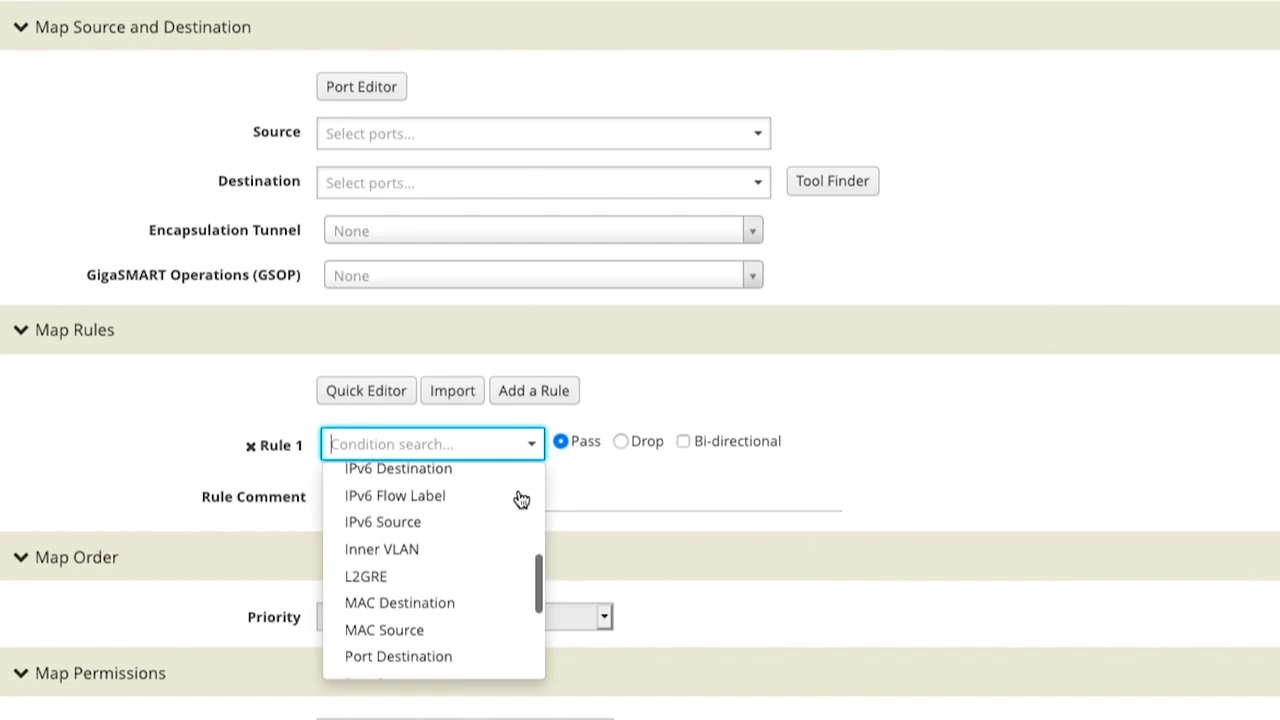 Map Source and Destination
Port Editor
Source Select ports...
Destination Select ports... Tool Finder
Encapsulation Tunnel None
GigaSMART Operations (GSOP) None
Map Rules
Quick Editor Import Add a Rule
Rule 1 Condition search... Pass Drop Bi-directional
IPv6 Destination
Rule Comment IPv6 Flow Label
IPv6 Source
Inner VLAN
Map Order
L2GRE
MAC Destination
Priority MAC Source
Port Destination
Map Permissions